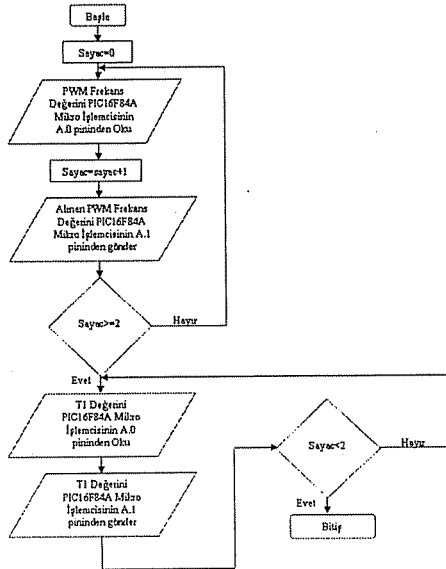 Başla
Sayac=0
PWM Frekans
Değerini PIC16F84A
Mikro İşlemcisinin
A.0 pininden Oku
Sayac=sayac+1
Alınan PWM Frekans
Değerini PIC16F84A
Mikro İşlemcisinin A.1
pininden gönder
Sayac>=2
Hayır
Evet
T1 Değerini
PIC16F84A Mikro
İşlemcisinin A.0
pininden Oku
T1 Değerini
PIC16F84A Mikro
İşlemcisinin A.1
pininden gönder
Sayac<2
Hayır
Evet
Bitiş